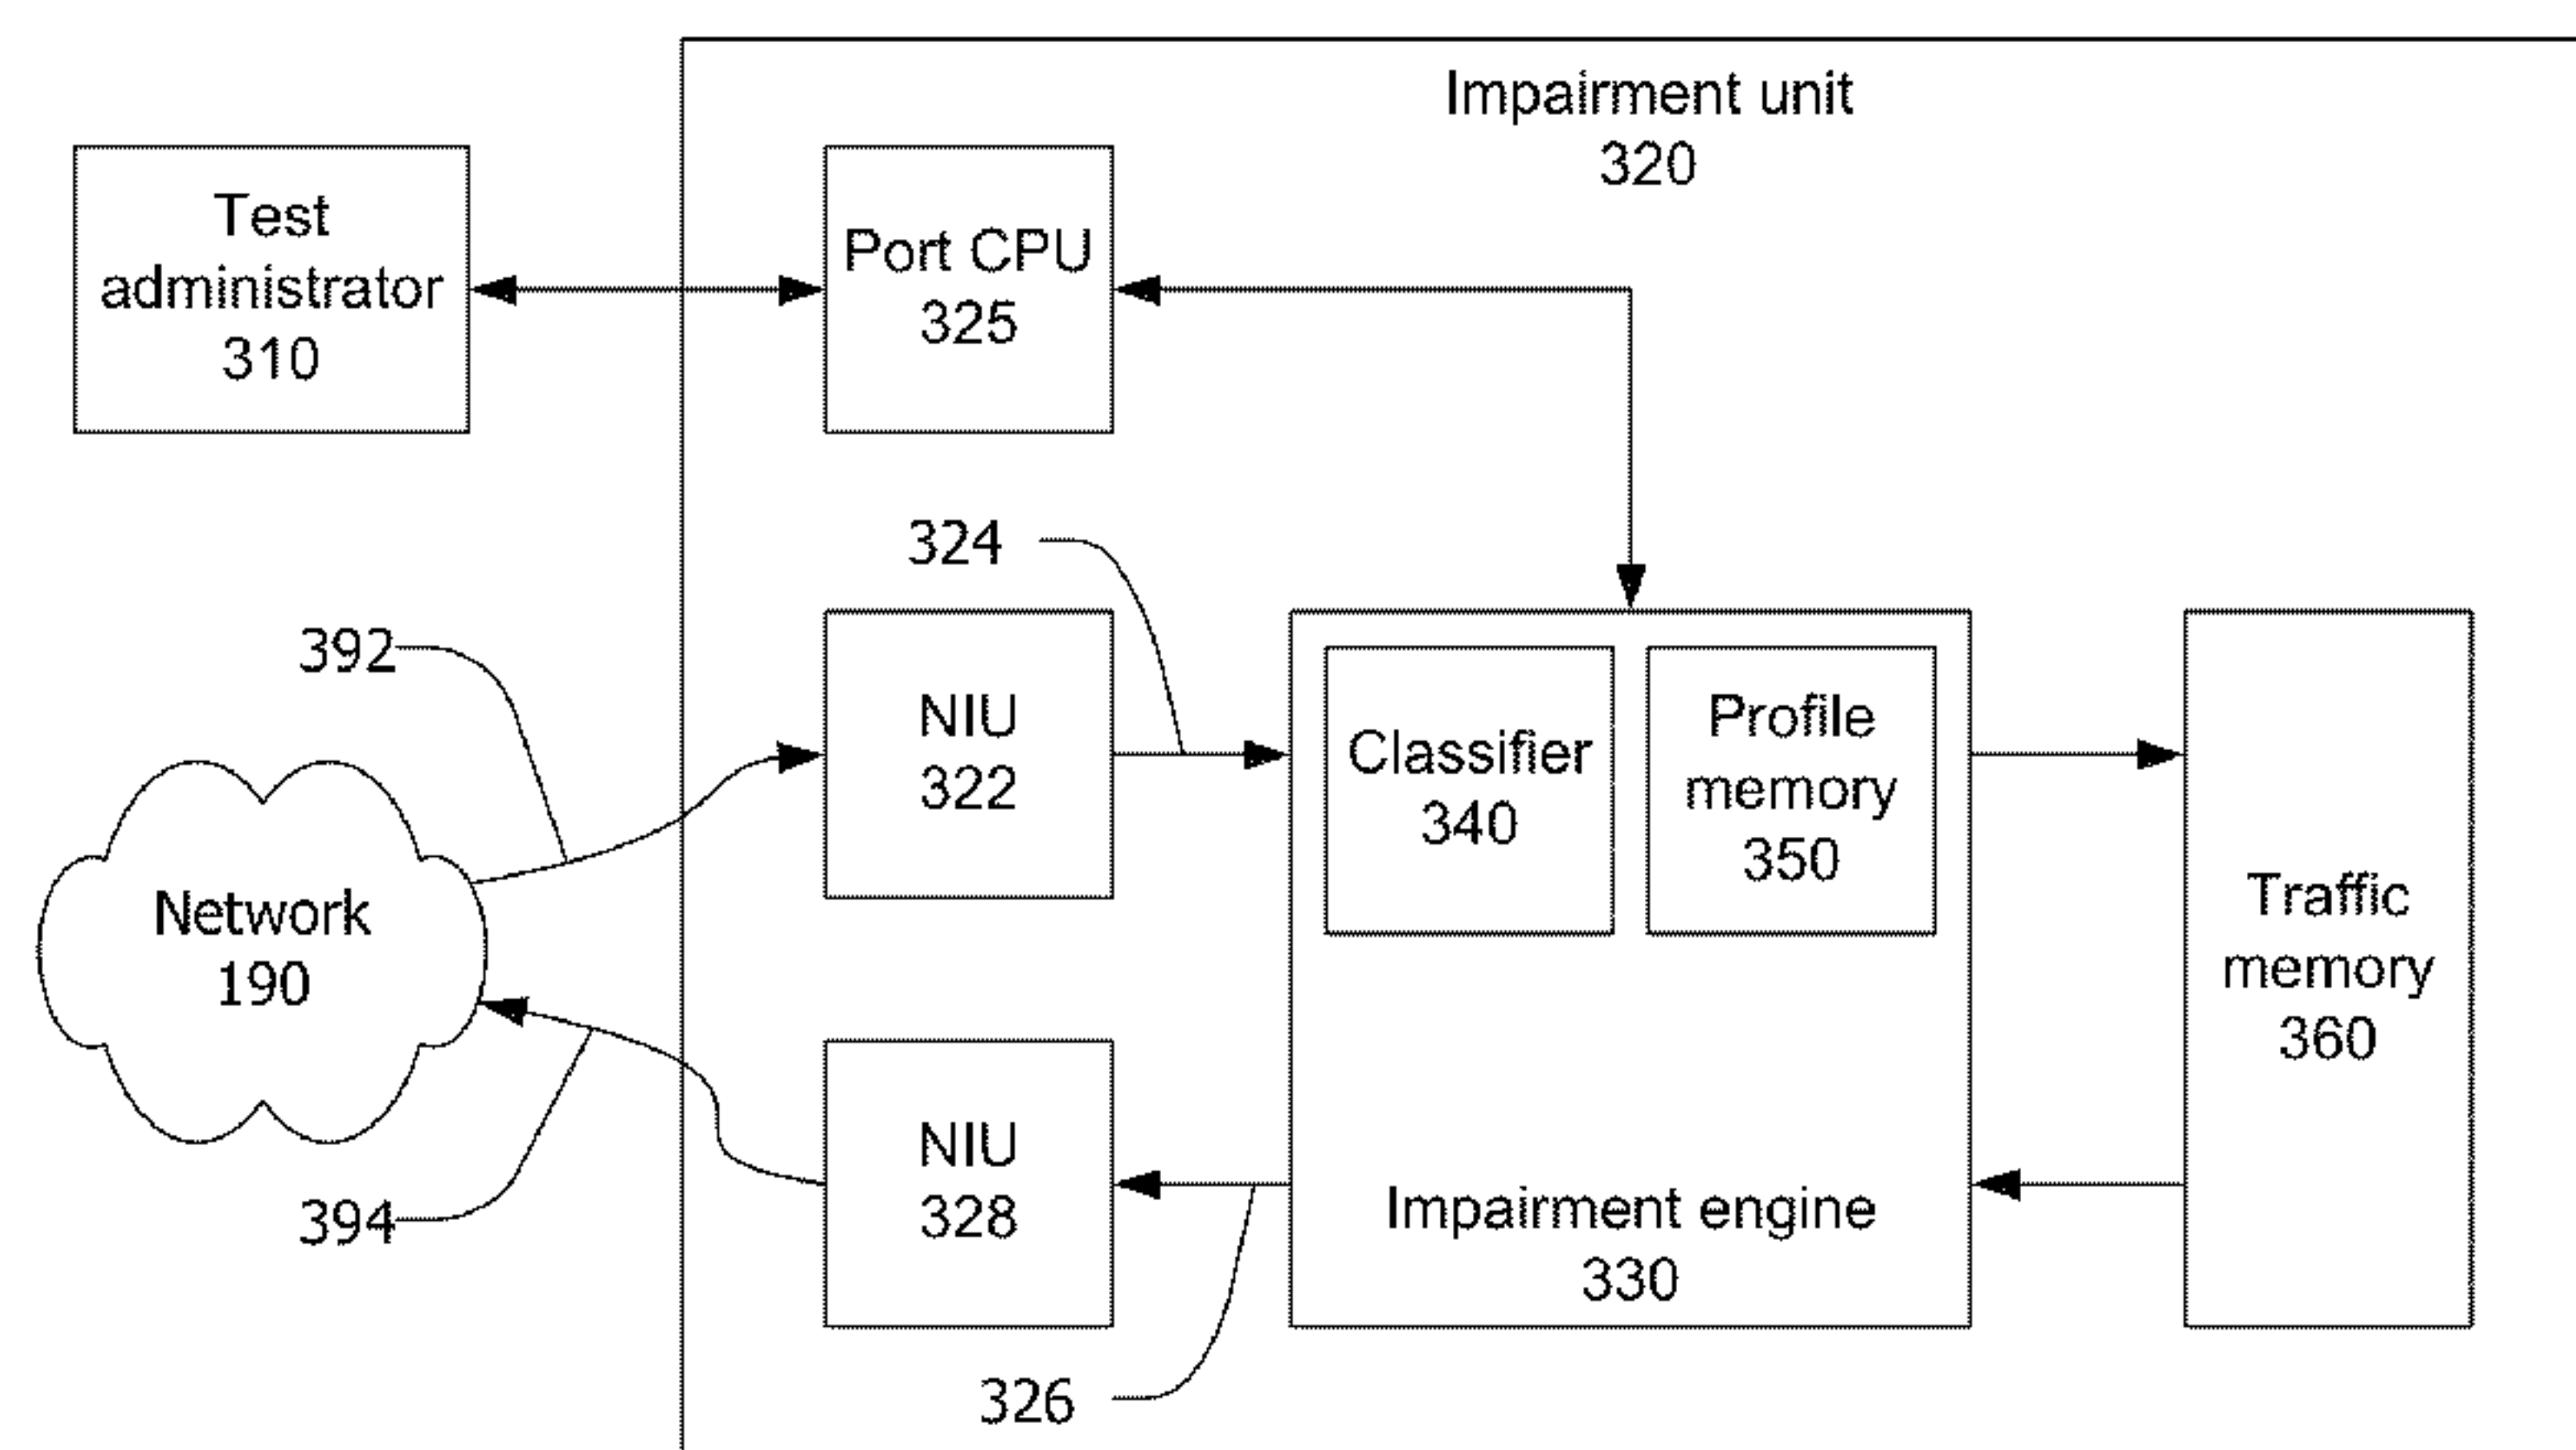 Impairment unit
320
Test
administrator
310
Port CPU
325
324
392
NIU
322
Classifier
340
Profile
memory
350
Traffic
memory
360
Network
190
NIU
328
394
Impairment engine
330
326